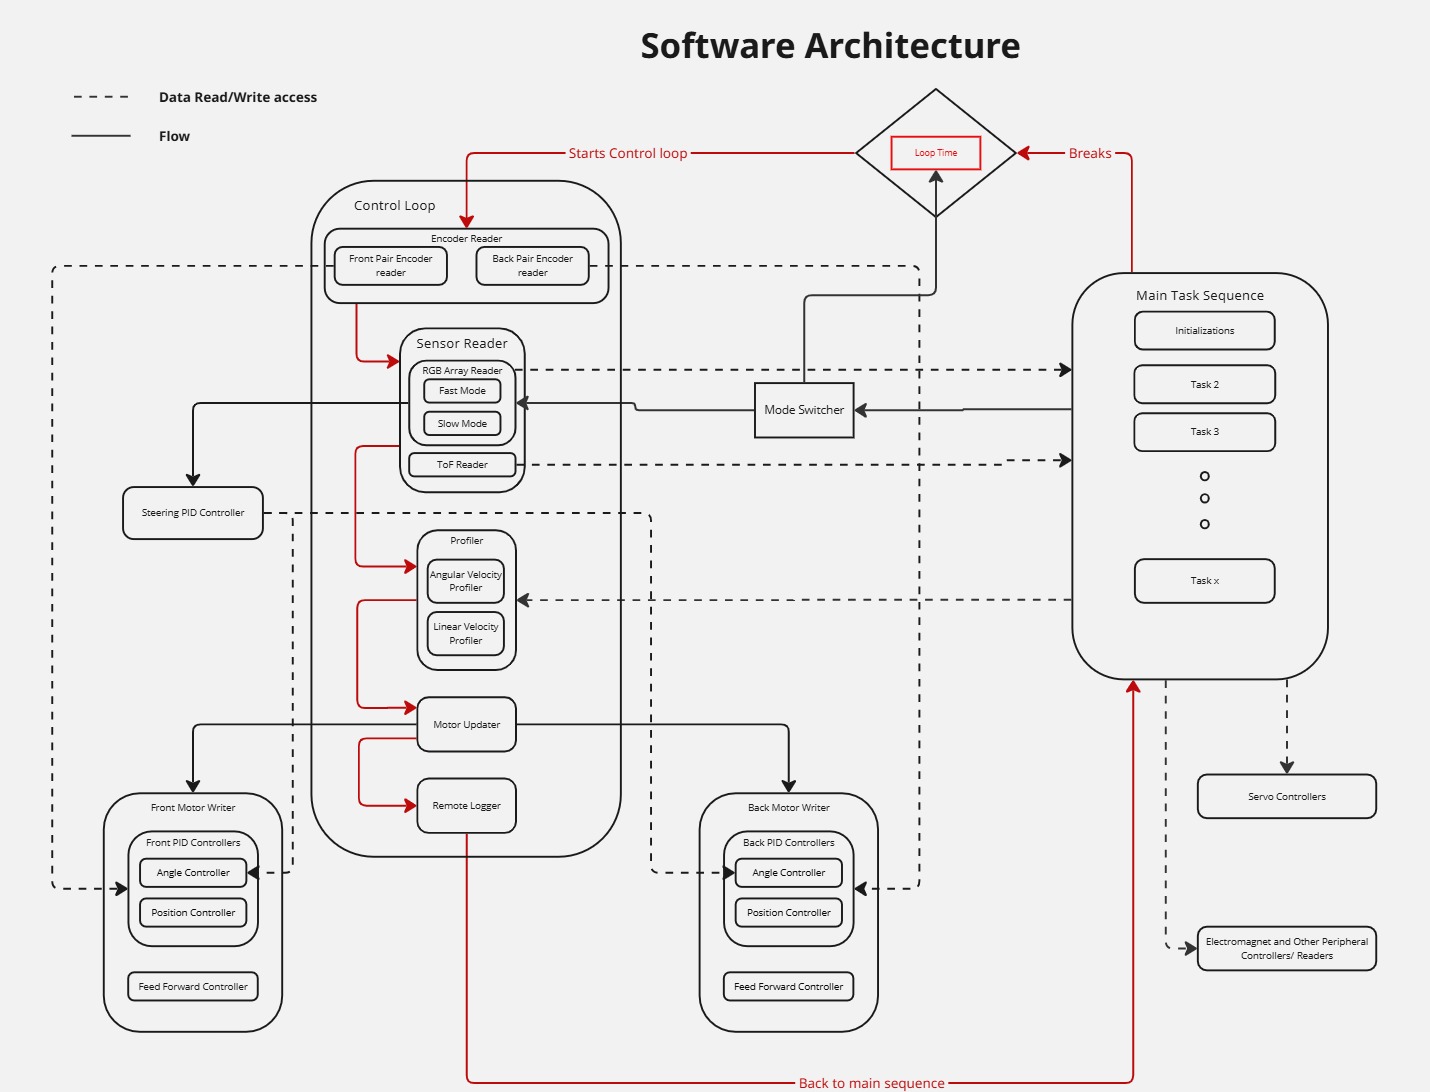 Software Architecture
Data Read/Write access
Flow
Loop Time
Starts Control loop
Breaks
Control Loop
Encoder Reader
Front Pair Encoder
reader
Back Pair Encoder
reader
Main Task Sequence
Initializations
Task 2
Task 3
Task x
Sensor Reader
RGB Array Reader
Fast Mode
Slow Mode
ToF Reader
Mode Switcher
Steering PID Controller
Profiler
Angular Velocity
Profiler
Linear Velocity
Profiler
Motor Updater
Remote Logger
Front Motor Writer
Front PID Controllers
Angle Controller
Position Controller
Feed Forward Controller
Back Motor Writer
Back PID Controllers
Angle Controller
Position Controller
Feed Forward Controller
Servo Controllers
Electromagnet and Other Peripheral
Controllers/ Readers
Back to main sequence